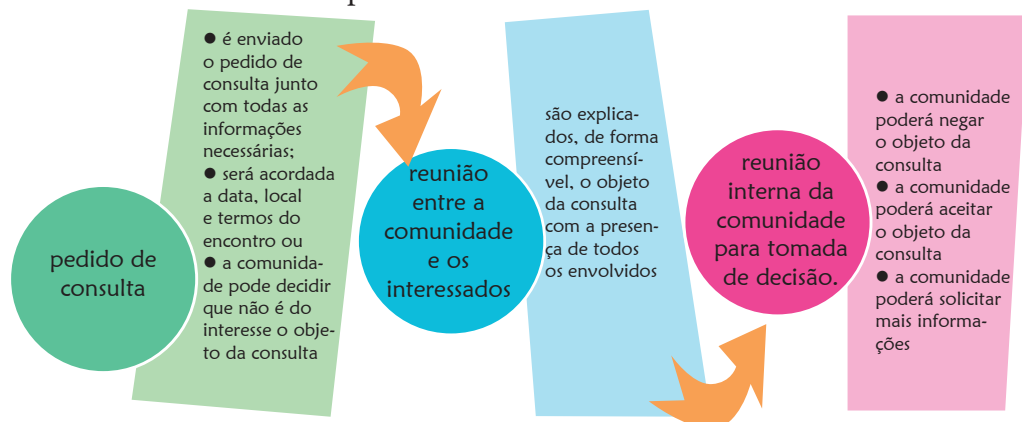 pedido de
consulta
● é enviado
o pedido de
consulta junto
com todas as
informações
necessárias;
● será acordada
a data, local
e termos do
encontro ou
● a comunida-
de pode decidir
que não é do
interesse o obje-
to da consulta
reunião
entre a
comunidade
e os
interessados
são explica-
dos, de forma
compreensí-
vel, o objeto
da consulta
com a presen-
ça de todos
os envolvidos
reunião
interna da
comunidade
para tomada
de decisão.
● a comunidade
poderá negar
o objeto da
consulta
● a comunidade
poderá aceitar
o objeto da
consulta
● a comunidade
poderá solicitar
mais informa-
ções